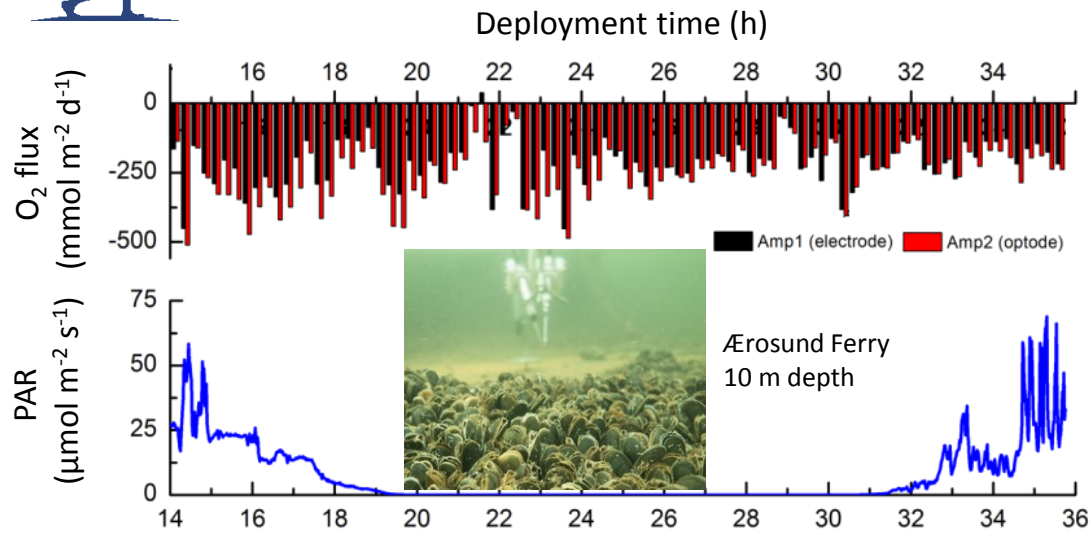 Deployment time (h)
16 18 20 22 24 26 28 30 32 34
O2 flux
(mmol m-2 d-1)
0
-250
-500
Amp1 (electrode) Amp2 (optode)
PAR
(µmol m-2 s-1)
75
50
25
0
Ærosund Ferry
10 m depth
14 16 18 20 22 24 26 28 30 32 34 36